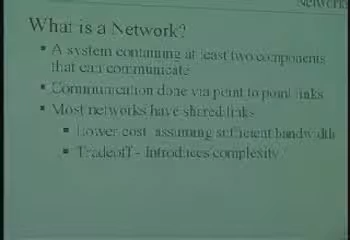 Networks
What is a Network?
▪ A system containing at least two components
that can communicate
▪ Communication done via point to point links
▪ Most networks have shared links
▪ Lower cost assuming sufficient bandwidth
▪ Tradeoff - Introduces complexity